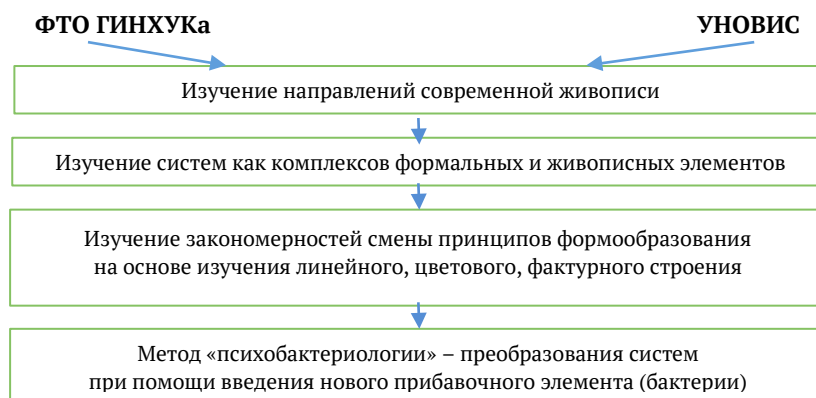 ФТО ГИНХУКа УНОВИС
Изучение направлений современной живописи
Изучение систем как комплексов формальных и живописных элементов
Изучение закономерностей смены принципов формообразования
на основе изучения линейного, цветового, фактурного строения
Метод «психобактериологии» – преобразования систем
при помощи введения нового прибавочного элемента (бактерии)